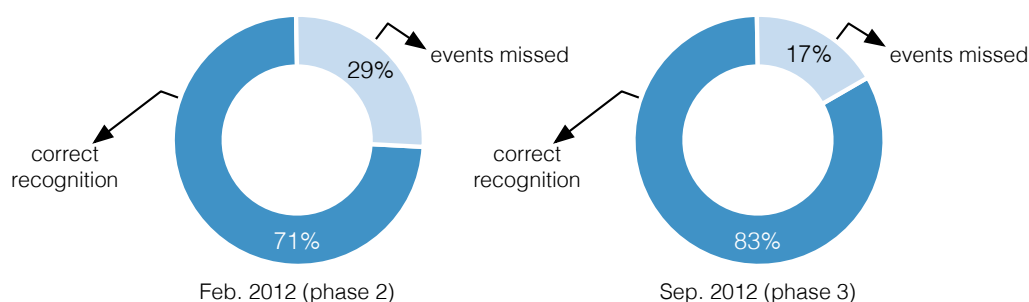 29%
events missed
correct
recognition
71%
Feb. 2012 (phase 2)
17%
events missed
correct
recognition
83%
Sep. 2012 (phase 3)